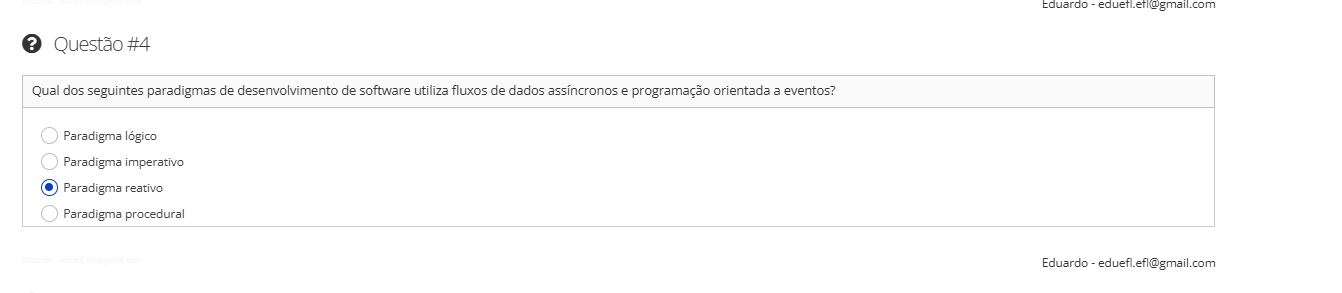 Eduardo - eduefl.efl@gmail.com
Questão #4
Qual dos seguintes paradigmas de desenvolvimento de software utiliza fluxos de dados assíncronos e programação orientada a eventos?
Paradigma lógico
Paradigma imperativo
Paradigma reativo
Paradigma procedural
Eduardo - eduefl.efl@gmail.com